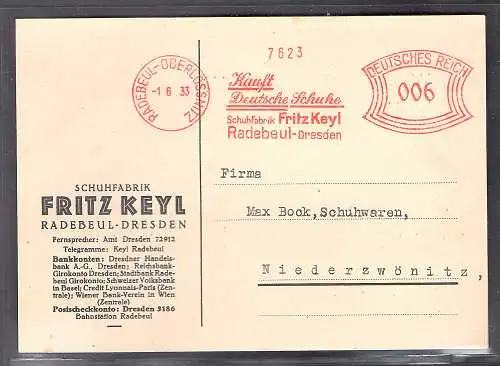 7623
RADEBEUL-OBERLÖSSNITZ
-1 6 33
Kauft
Deutsche Schuhe
Schuhfabrik Fritz Keyl
Radebeul-Dresden
DEUTSCHES REICH
006
SCHUHFABRIK
FRITZ KEYL
RADEBEUL-DRESDEN
Fernsprecher: Amt Dresden 72912
Telegramme: Keyl Radebeul
Bankkonten: Dresdner Handels-
bank A.-G., Dresden; Reichsbank-
Girokonto Dresden; Stadtbank Rade-
beul Girokonto; Schweizer Volksbank
in Basel; Credit Lyonnais-Paris (Zen-
trale); Wiener Bank-Verein in Wien
(Zentrale)
Postscheckkonto: Dresden 3186
Bahnstation Radebeul
Firma
Max Bock, Schuhwaren,
Niederzwönitz,